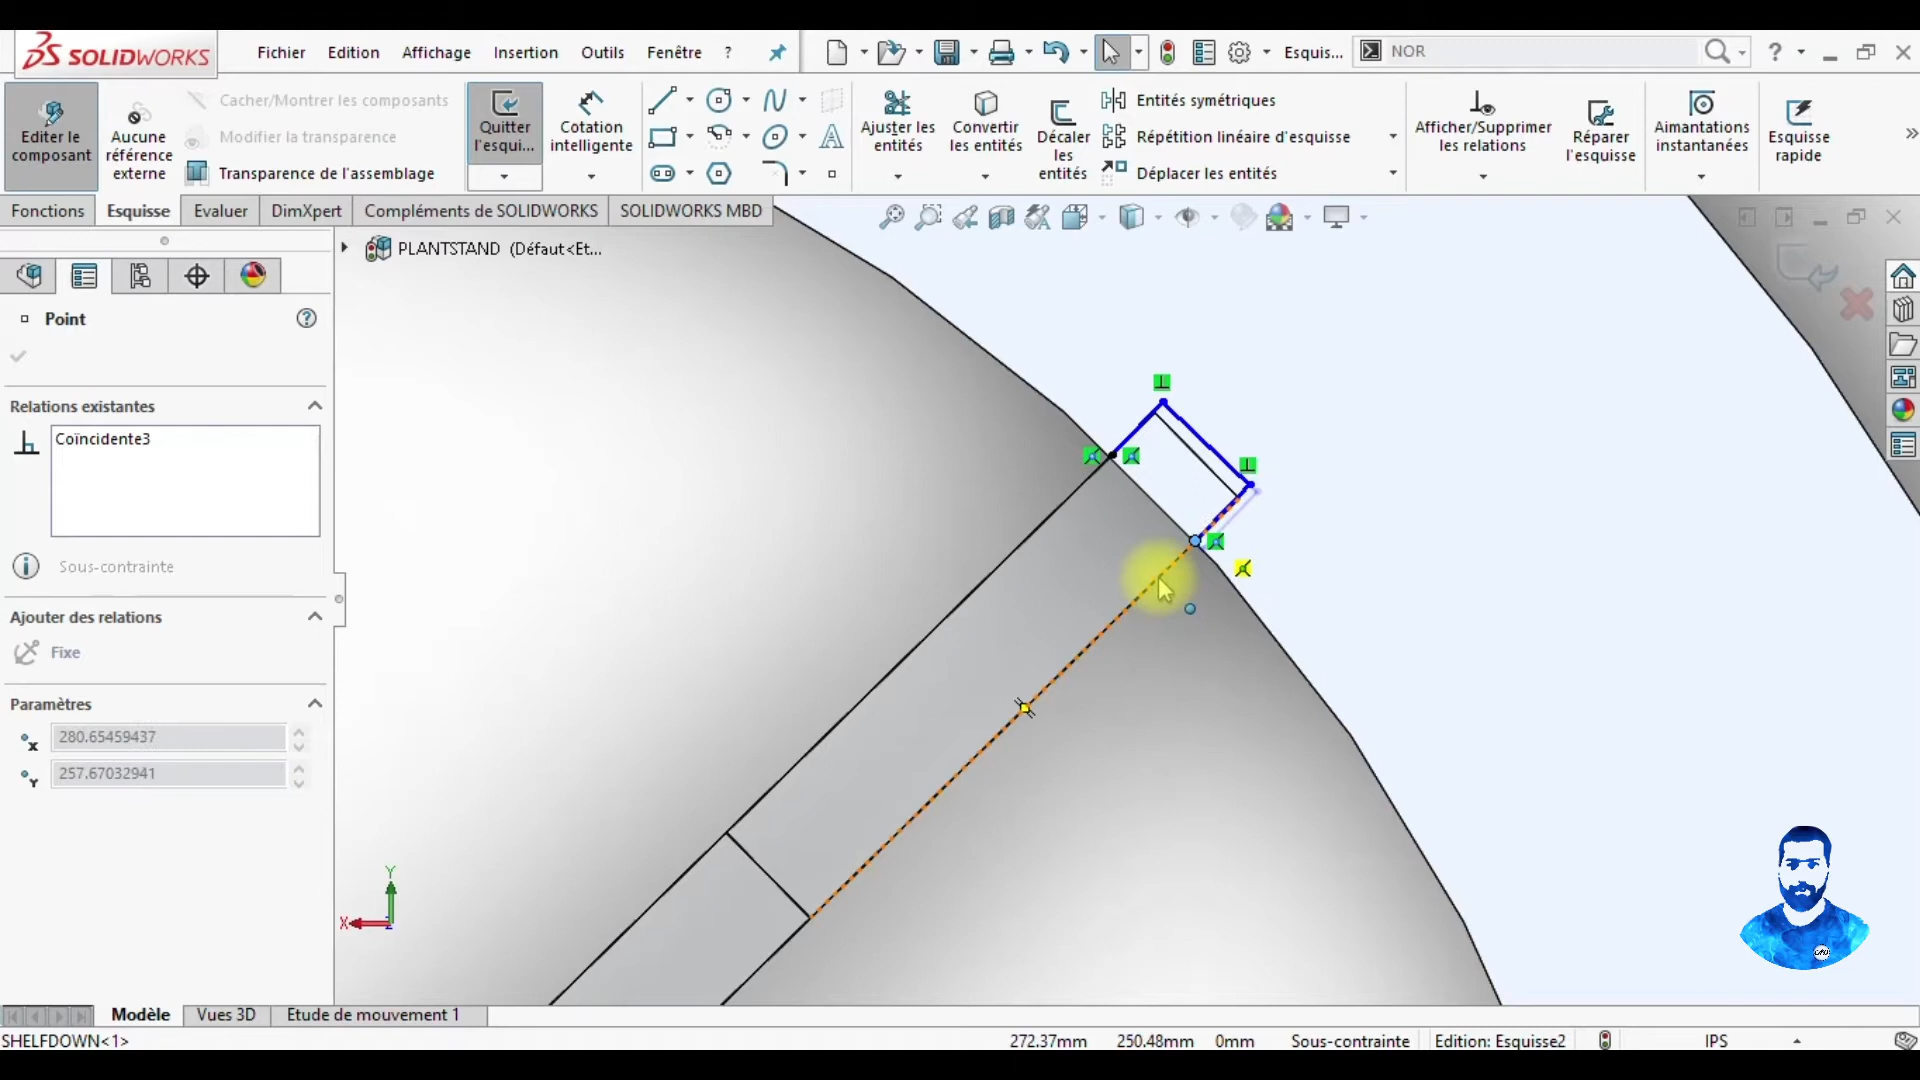 SOLIDWORKS
Fichier Edition Affichage Insertion Outils Fenêtre ? Esquis... NOR ?
Editer le composant
Aucune référence externe
Cacher/Montrer les composants
Modifier la transparence
Transparence de l'assemblage
Quitter l'esqui...
Cotation intelligente
Ajuster les entités
Convertir les entités
Décaler les entités
Entités symétriques
Répétition linéaire d'esquisse
Déplacer les entités
Afficher/Supprimer les relations
Réparer l'esquisse
Aimantations instantanées
Esquisse rapide
Fonctions Esquisse Evaluer DimXpert Compléments de SOLIDWORKS SOLIDWORKS MBD
PLANTSTAND (Défaut<Et...
Point
Relations existantes
Coïncidente3
Sous-contrainte
Ajouter des relations
Fixe
Paramètres
X 280.65459437
Y 257.67032941
Y
X
Z
Modèle Vues 3D Etude de mouvement 1
SHELFDOWN<1> 272.37mm 250.48mm 0mm Sous-contrainte Edition: Esquisse2 IPS